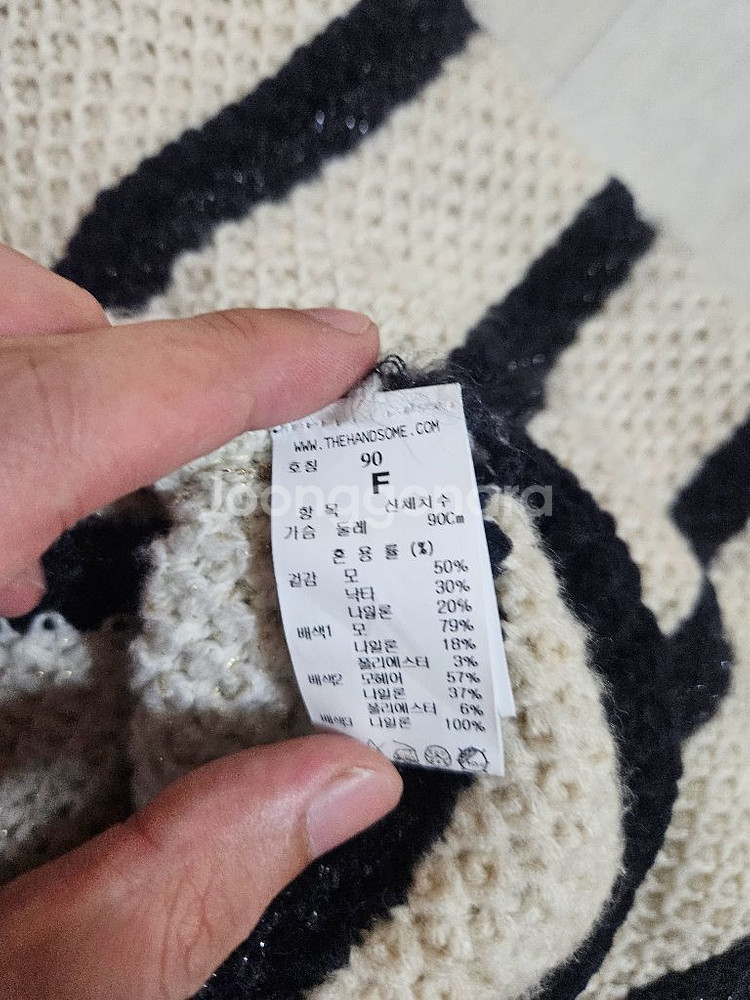 WWW.THEHANDSOME.COM
호칭 90
F
항 목 신체치수
가슴 둘레 90Cm
혼 용 률 (%)
겉감 모 50%
낙타 30%
나일론 20%
배색1 모 79%
나일론 18%
폴리에스터 3%
배색2 모헤어 57%
나일론 37%
폴리에스터 6%
배색3 나일론 100%
Joonggonara